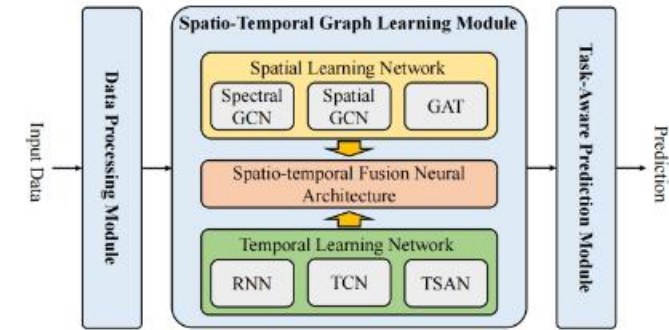 Input Data
Data Processing Module
Spatio-Temporal Graph Learning Module
Spatial Learning Network
Spectral
GCN
Spatial
GCN
GAT
Spatio-temporal Fusion Neural
Architecture
Temporal Learning Network
RNN
TCN
TSAN
Task-Aware Prediction Module
Prediction